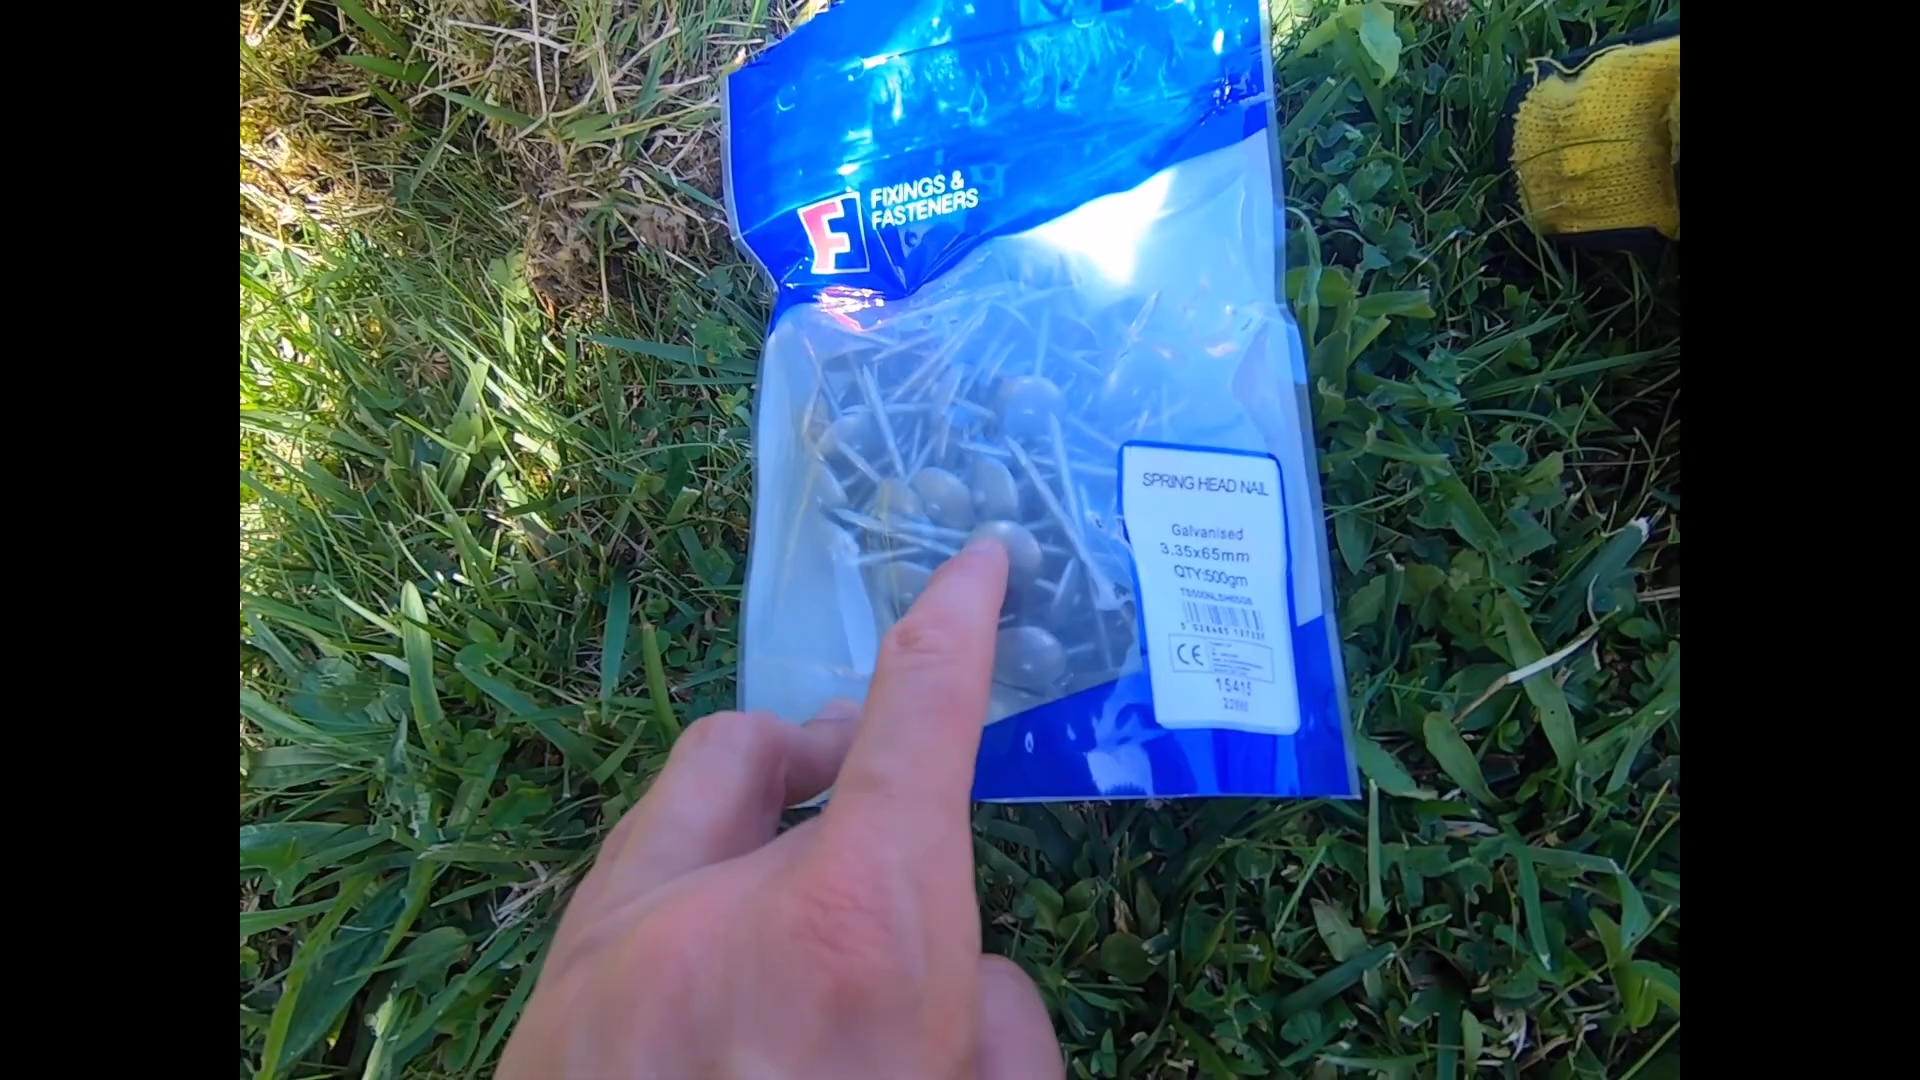 F
FIXINGS &
FASTENERS
SPRING HEAD NAIL
Galvanised
3.35x65mm
QTY:500gm
CE
15415